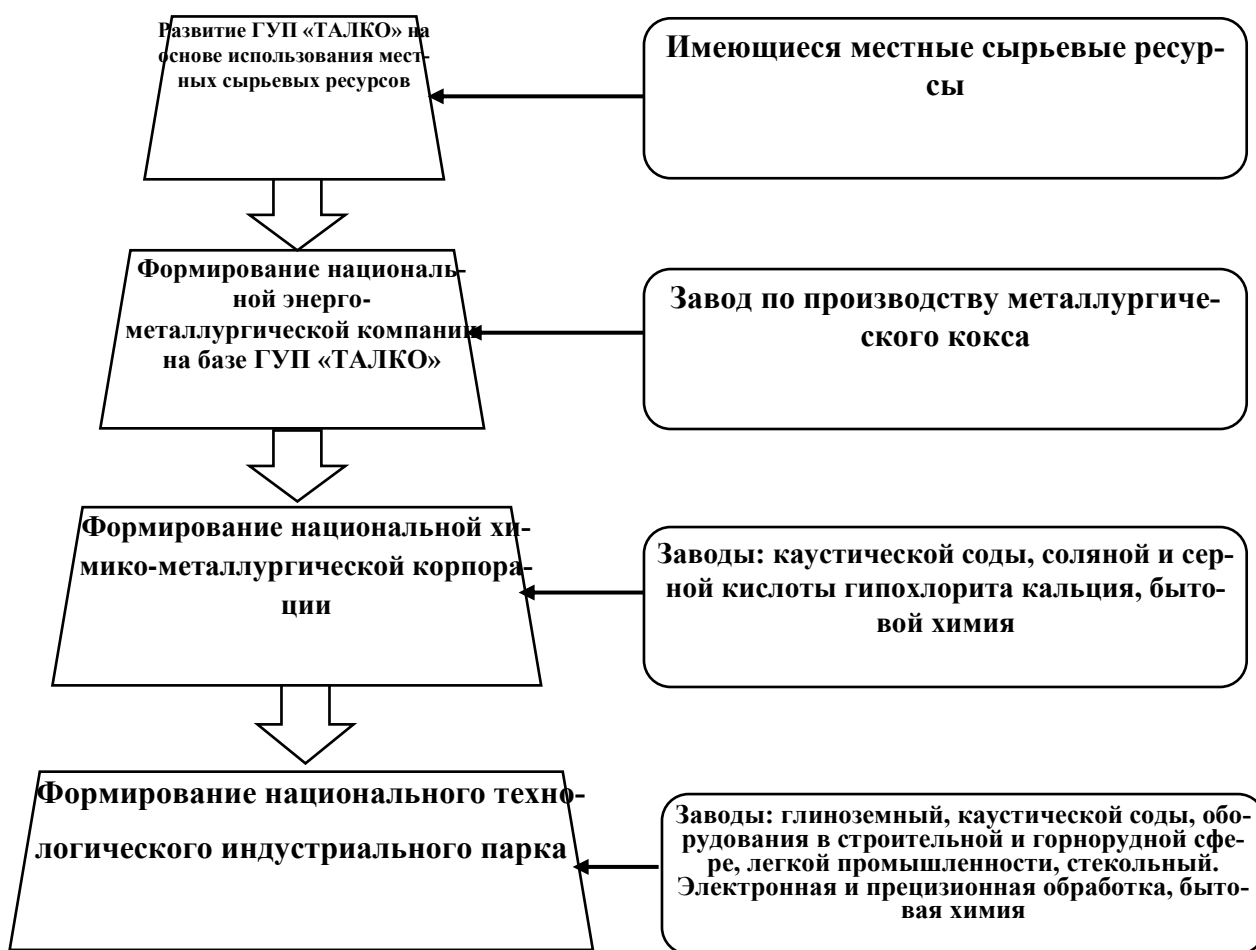 Развитие ГУП «ТАЛКО» на
основе использования мест-
ных сырьевых ресурсов
Имеющиеся местные сырьевые ресур-
сы
Формирование националь-
ной энерго-
металлургической компании
на базе ГУП «ТАЛКО»
Завод по производству металлургиче-
ского кокса
Формирование национальной хи-
мико-металлургической корпора-
ции
Заводы: каустической соды, соляной и сер-
ной кислоты гипохлорита кальция, быто-
вой химия
Формирование национального техно-
логического индустриального парка
Заводы: глиноземный, каустической соды, обо-
рудования в строительной и горнорудной сфе-
ре, легкой промышленности, стекольный.
Электронная и прецизионная обработка, быто-
вая химия